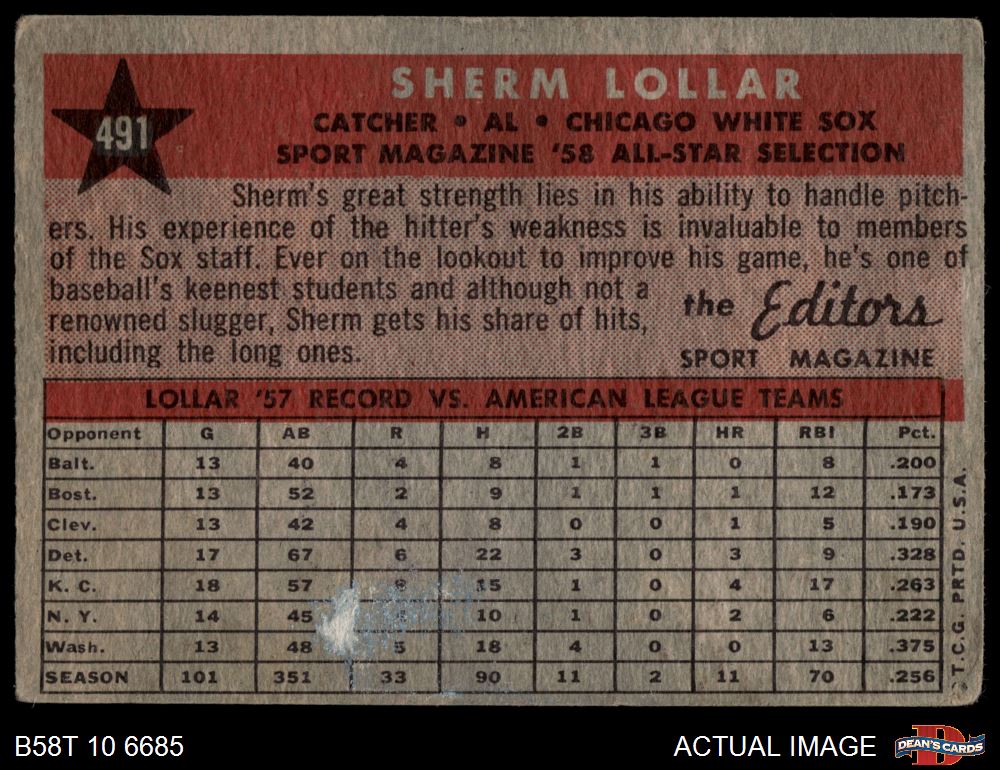 SHERM LOLLAR
491
CATCHER • AL • CHICAGO WHITE SOX
SPORT MAGAZINE '58 ALL-STAR SELECTION
Sherm's great strength lies in his ability to handle pitch-
ers. His experience of the hitter's weakness is invaluable to members
of the Sox staff. Ever on the lookout to improve his game, he's one of
baseball's keenest students and although not a
renowned slugger, Sherm gets his share of hits,
including the long ones.
the Editors
SPORT MAGAZINE
LOLLAR '57 RECORD VS. AMERICAN LEAGUE TEAMS
Opponent G AB R H 2B 3B HR RBI Pct.
Balt. 13 40 4 8 1 1 0 8 .200
Bost. 13 52 2 9 1 1 1 12 .173
Clev. 13 42 4 8 0 0 1 5 .190
Det. 17 67 6 22 3 0 3 9 .328
K. C. 18 57 15 1 0 4 17 .263
N. Y. 14 45 10 1 0 2 6 .222
Wash. 13 48 5 18 4 0 0 13 .375
SEASON 101 351 33 90 11 2 11 70 .256
T.C.G. PRTD. U.S.A.
B58T 10 6685
ACTUAL IMAGE
D
DEAN'S CARDS